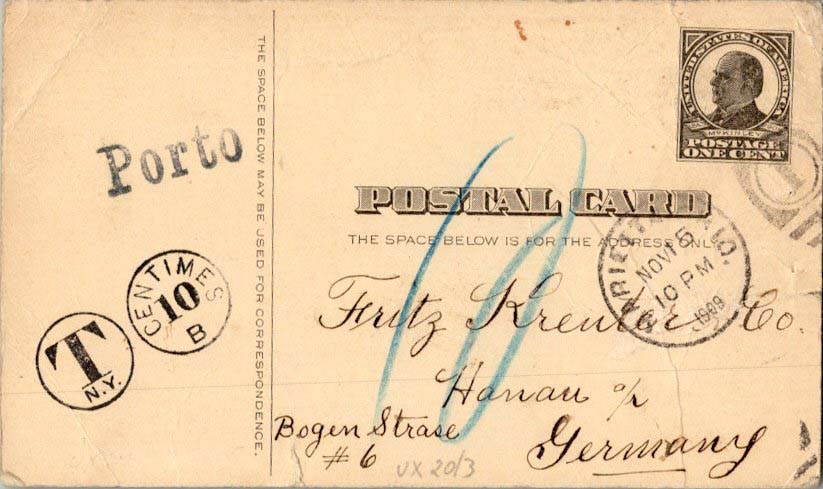 THE SPACE BELOW MAY BE USED FOR CORRESPONDENCE.
Porto
CENTIMES
10
B
T
N.Y.
UNITED STATES OF AMERICA
McKINLEY
POSTAGE
ONE CENT
POSTAL CARD
THE SPACE BELOW IS FOR THE ADDRESS ONLY
NOV 15
10 PM
1909
10
Fritz Kreuter Co.
Hanau a/
Bogen Strase
# 6
Germany
UX 20/3